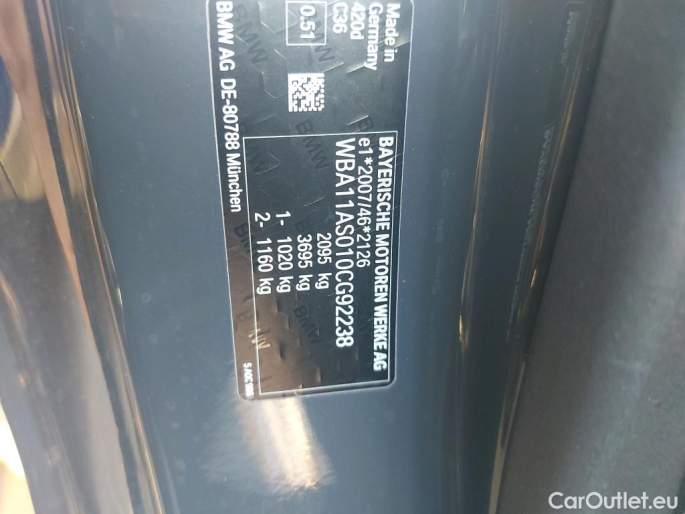 BAYERISCHE MOTOREN WERKE AG
e1*2007/46*2126
WBA11AS010CG92238
2095 kg
3695 kg
1- 1020 kg
2- 1160 kg
Made in
Germany
420d
C36
0.51
BMW AG DE-80788 München
CarOutlet.eu